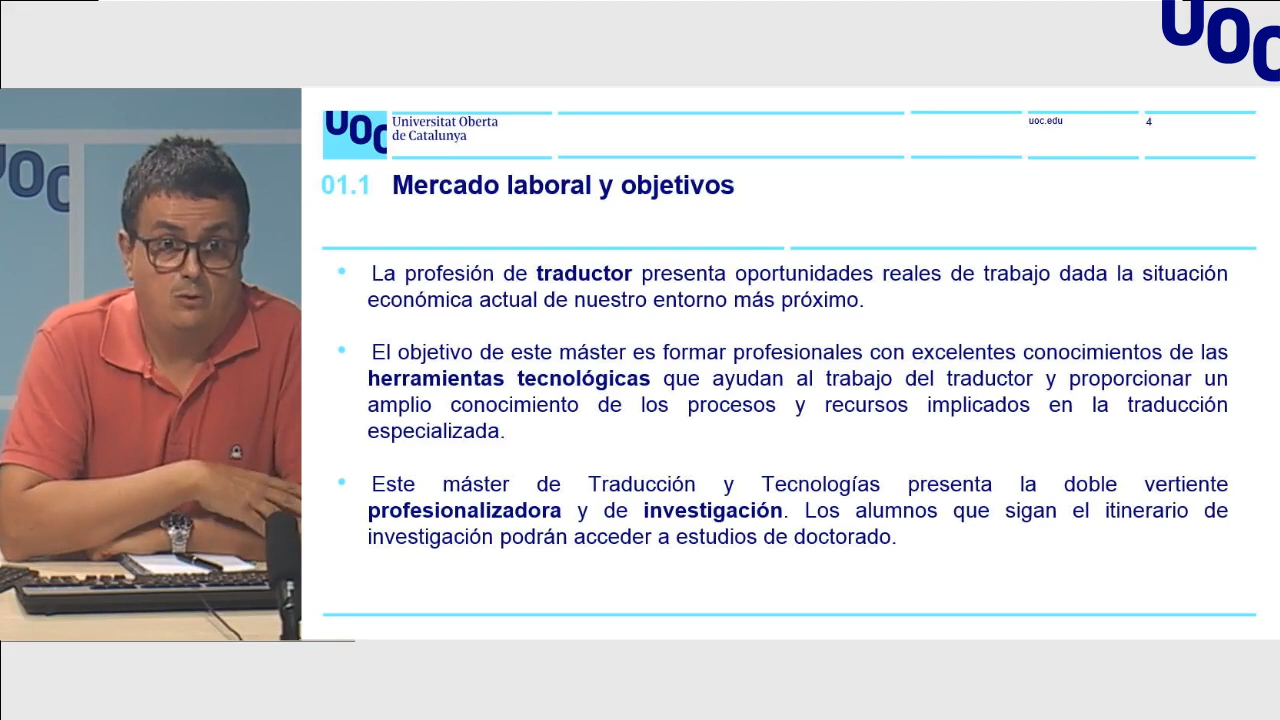 UOC
UOC
UOC Universitat Oberta
de Catalunya
uoc.edu
4
01.1 Mercado laboral y objetivos
• La profesión de traductor presenta oportunidades reales de trabajo dada la situación
económica actual de nuestro entorno más próximo.
• El objetivo de este máster es formar profesionales con excelentes conocimientos de las
herramientas tecnológicas que ayudan al trabajo del traductor y proporcionar un
amplio conocimiento de los procesos y recursos implicados en la traducción
especializada.
• Este máster de Traducción y Tecnologías presenta la doble vertiente
profesionalizadora y de investigación. Los alumnos que sigan el itinerario de
investigación podrán acceder a estudios de doctorado.